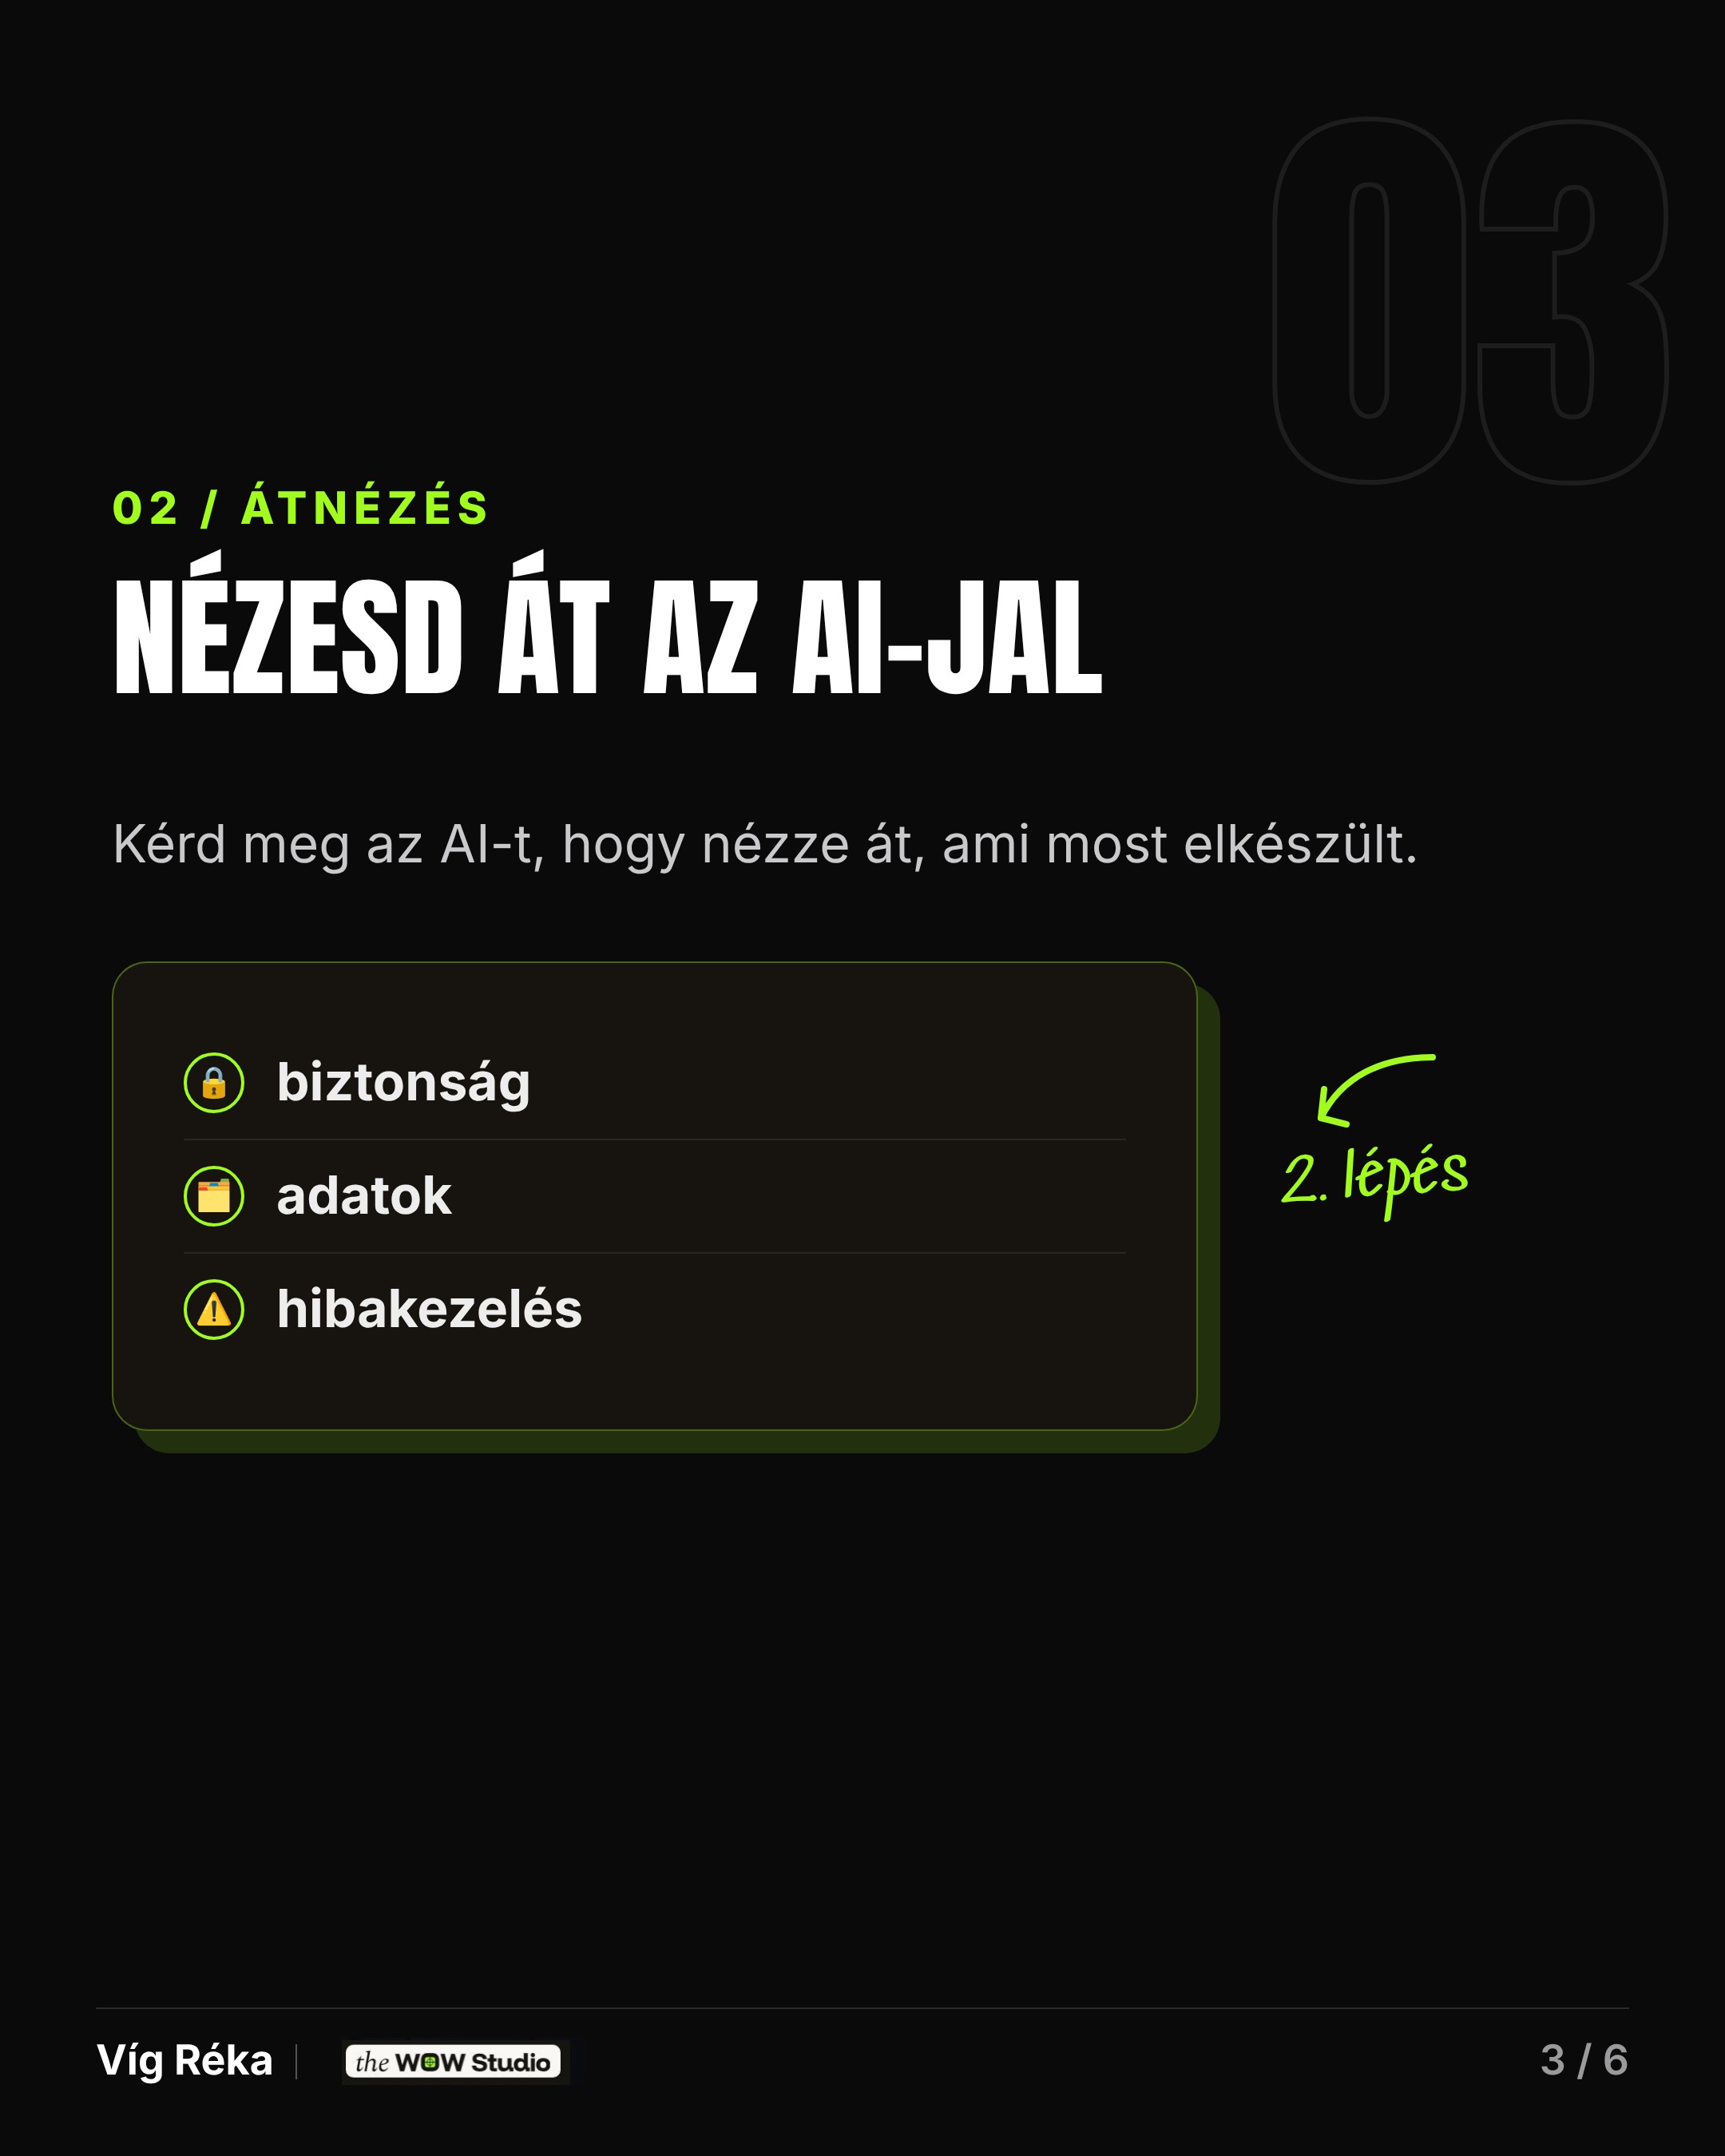 03
02 / ÁTNÉZÉS
NÉZESD ÁT AZ AI-JAL
Kérd meg az AI-t, hogy nézze át, ami most elkészült.
biztonság
adatok
hibakezelés
2. lépés
Víg Réka
the WOW Studio
3 / 6